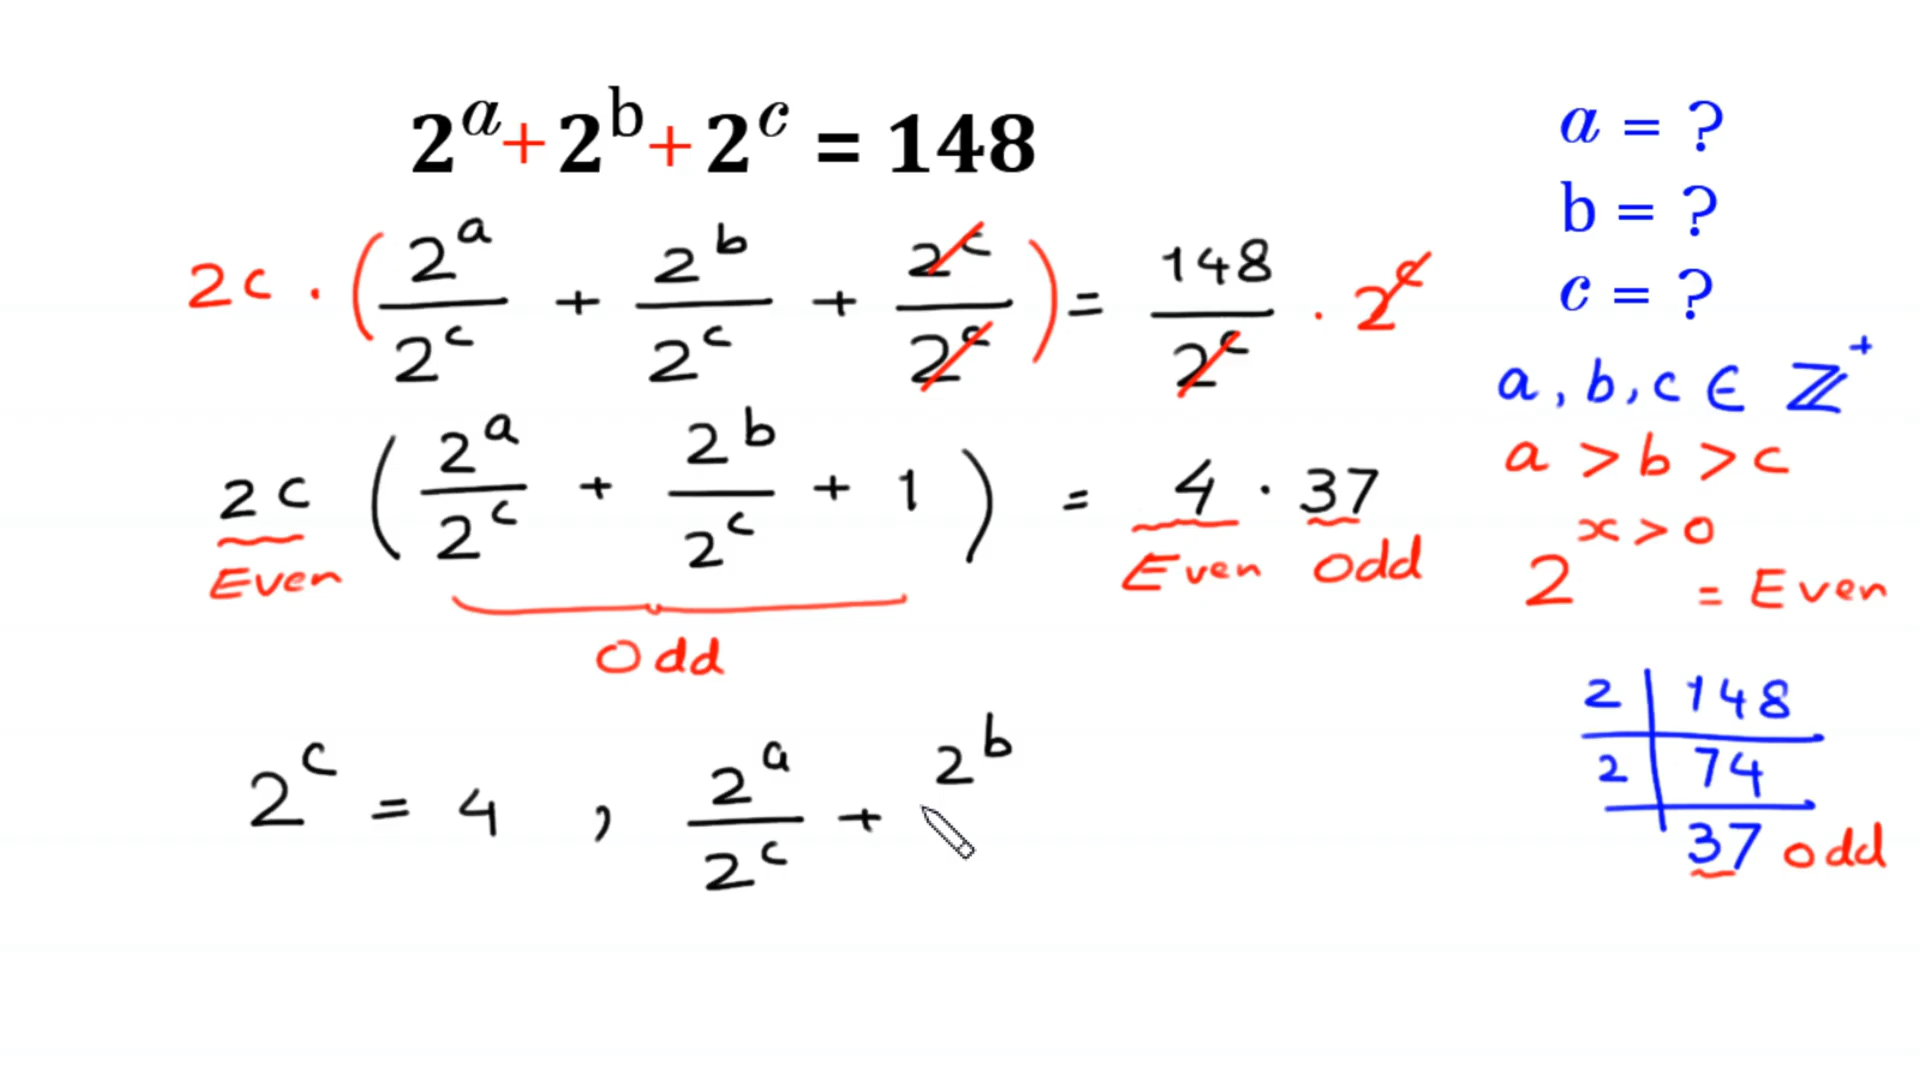 2^a + 2^b + 2^c = 148
2^c · (2^a/2^c + 2^b/2^c + 2^c/2^c) = 148/2^c · 2^c
2^c (2^a/2^c + 2^b/2^c + 1) = 4 · 37
Even Even Odd
Odd
2^c = 4 , 2^a/2^c + 2^b
a = ?
b = ?
c = ?
a, b, c ∈ ℤ^+
a > b > c
2^x>0 = Even
2 | 148
2 | 74
37 odd